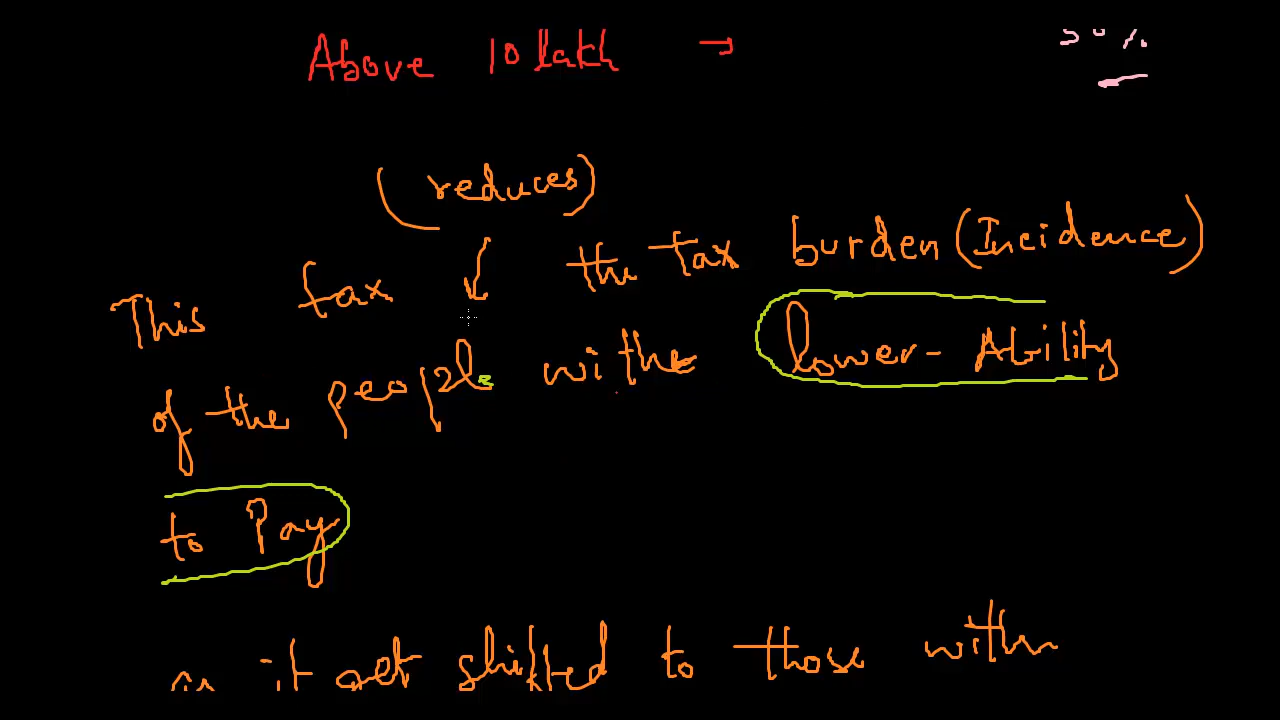 Above 10 lakh →
(reduces)
This tax ↓ the tax burden (Incidence)
of the people with lower-Ability
to Pay
it get shifted to those with